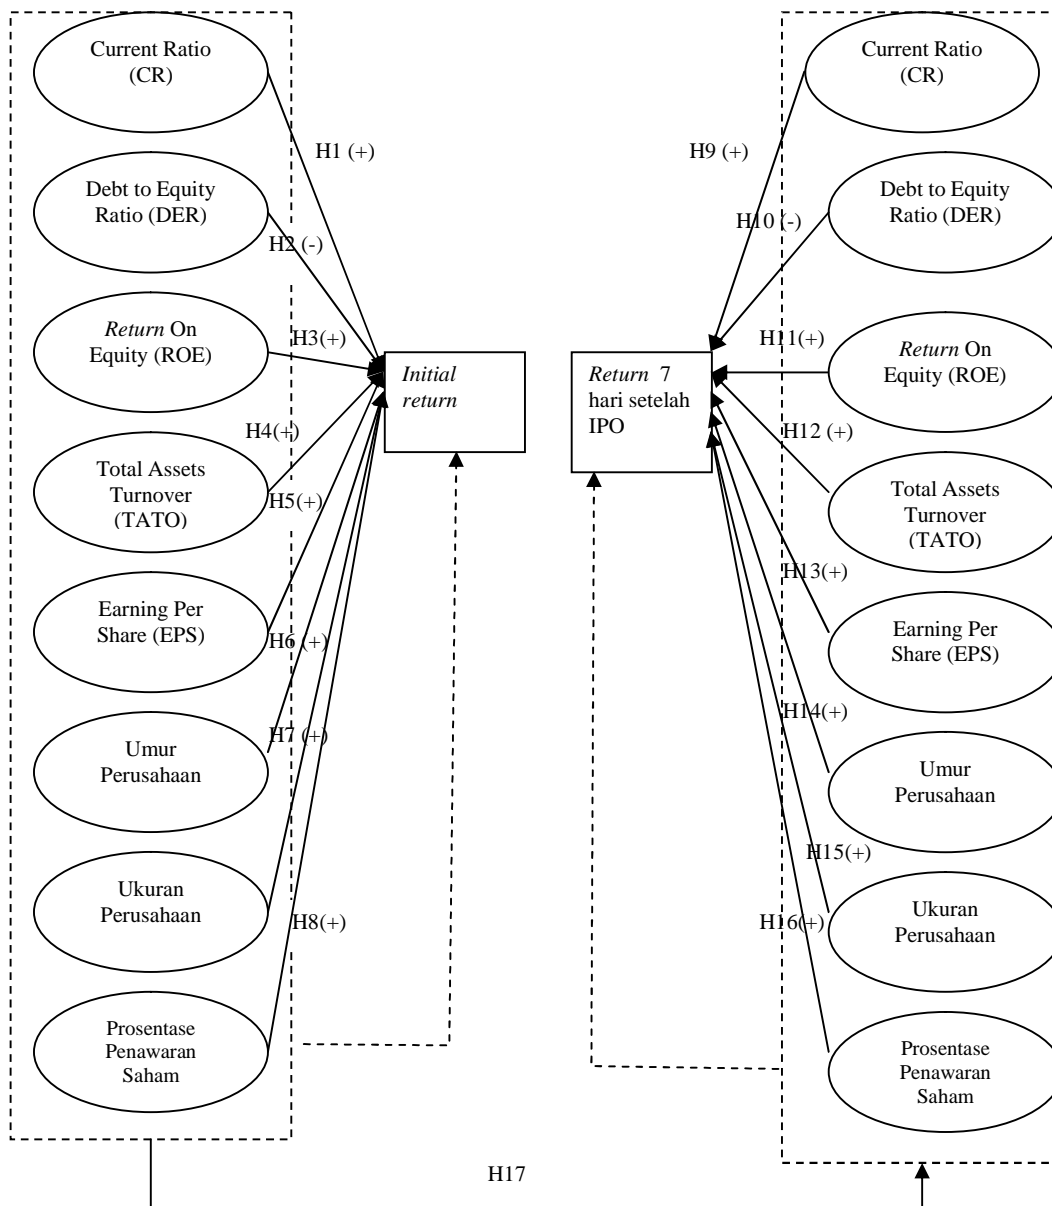 Current Ratio
(CR)
H1 (+)
Debt to Equity
Ratio (DER)
H2 (-)
Return On
Equity (ROE)
H3(+)
Initial
return
H4(+)
Total Assets
Turnover
(TATO)
H5(+)
Earning Per
Share (EPS)
H6 (+)
Umur
Perusahaan
H7 (+)
Ukuran
Perusahaan
H8(+)
Prosentase
Penawaran
Saham
Current Ratio
(CR)
H9 (+)
Debt to Equity
Ratio (DER)
H10 (-)
Return On
Equity (ROE)
H11(+)
Return 7
hari setelah
IPO
H12 (+)
Total Assets
Turnover
(TATO)
H13(+)
Earning Per
Share (EPS)
H14(+)
Umur
Perusahaan
H15(+)
Ukuran
Perusahaan
H16(+)
Prosentase
Penawaran
Saham
H17